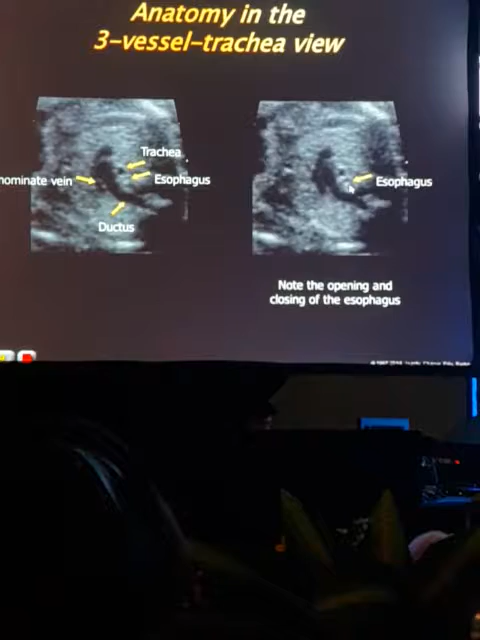 Anatomy in the
3-vessel-trachea view
Trachea
nominate vein
Esophagus
Ductus
Esophagus
Note the opening and
closing of the esophagus